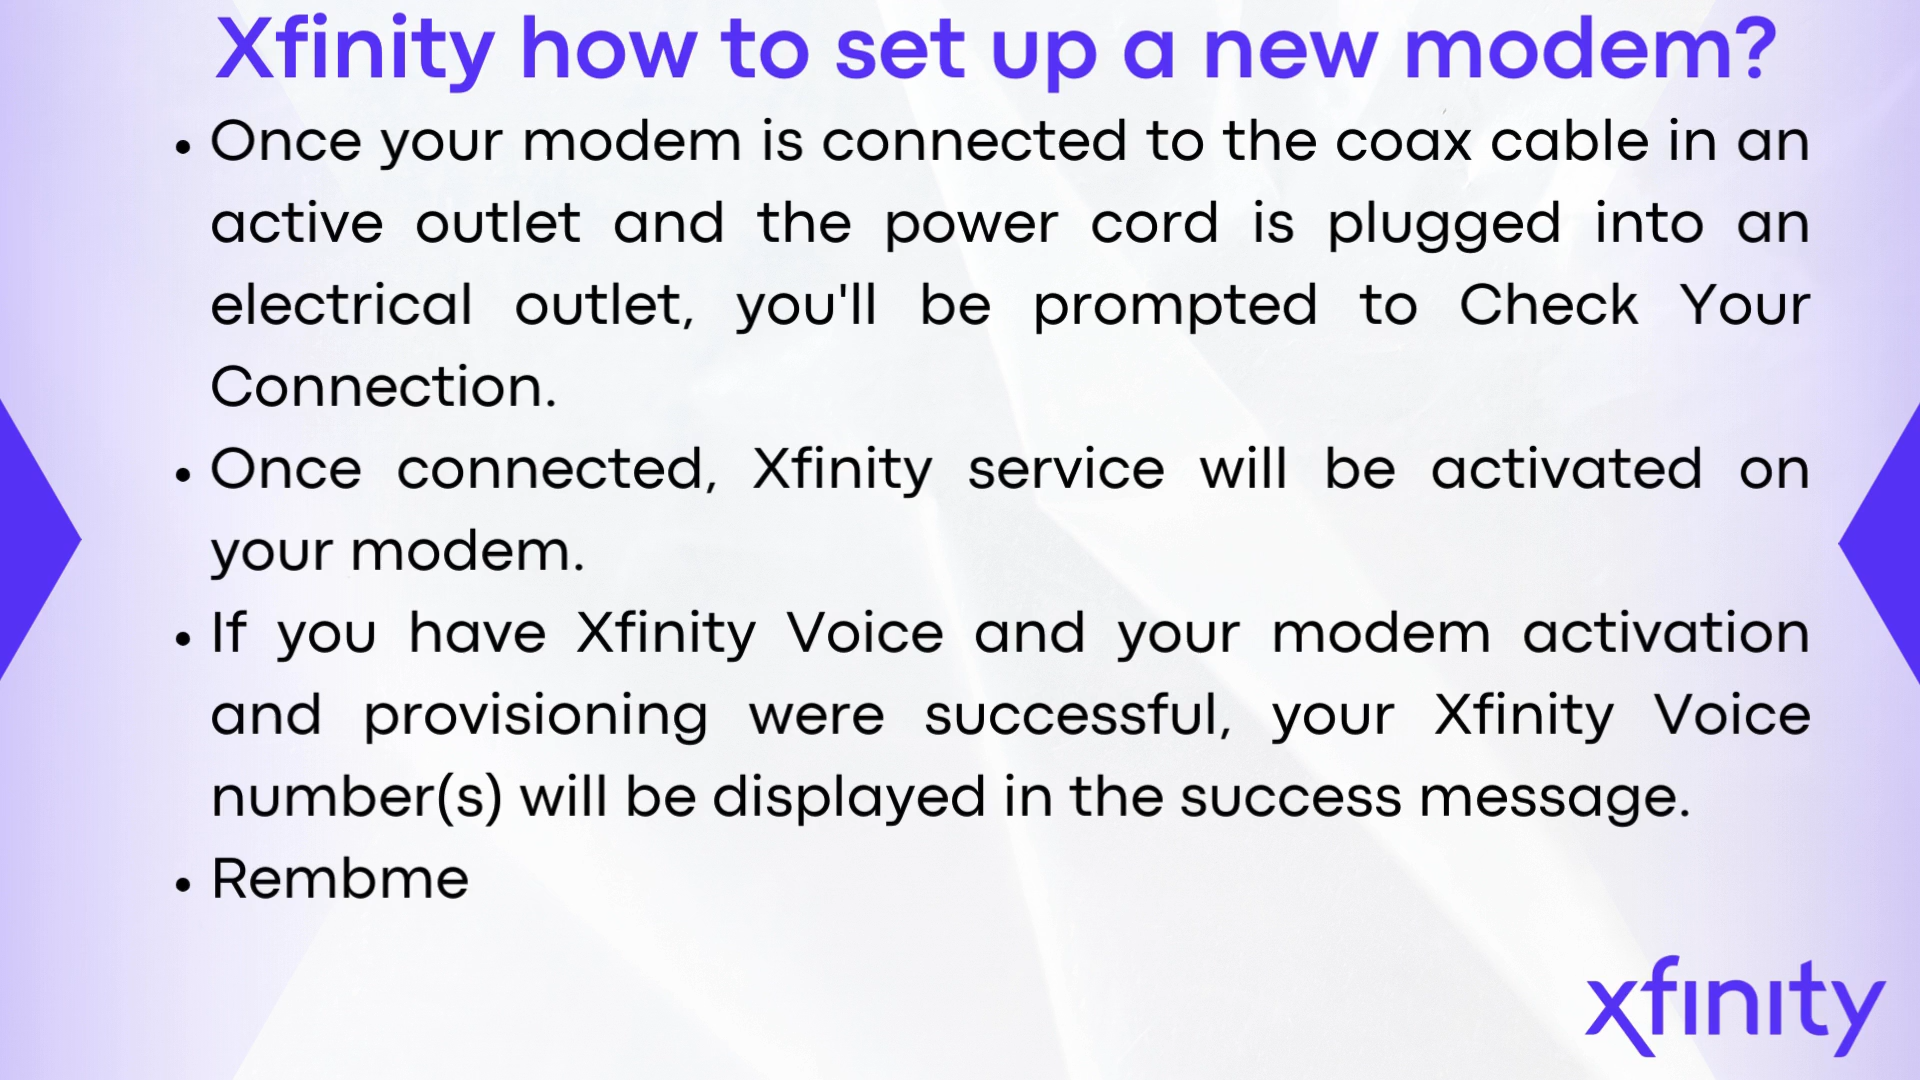 Xfinity how to set up a new modem?
• Once your modem is connected to the coax cable in an
active outlet and the power cord is plugged into an
electrical outlet, you'll be prompted to Check Your
Connection.
• Once connected, Xfinity service will be activated on
your modem.
• If you have Xfinity Voice and your modem activation
and provisioning were successful, your Xfinity Voice
number(s) will be displayed in the success message.
• Rembme
xfinity